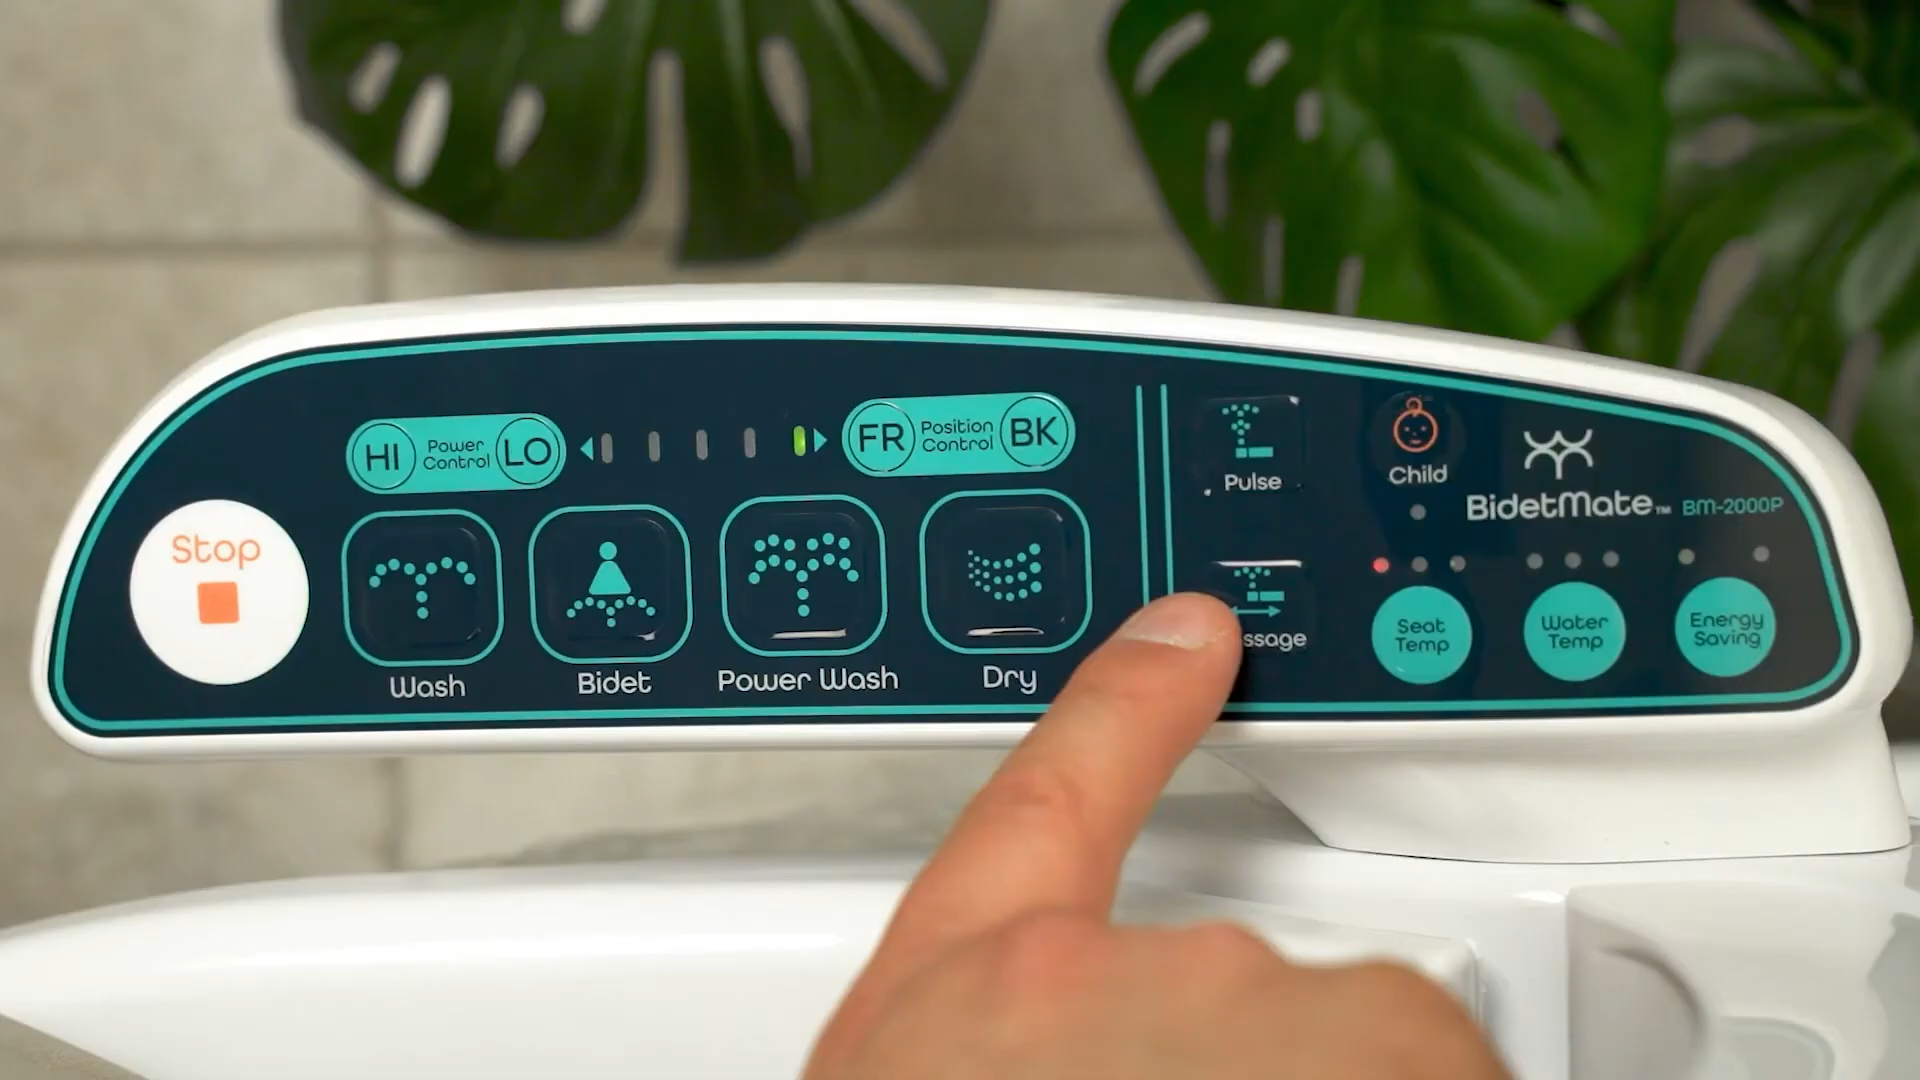 HI Power Control LO
FR Position Control BK
Stop
Wash
Bidet
Power Wash
Dry
Pulse
ssage
Child
BidetMate™ BM-2000P
Seat Temp
Water Temp
Energy Saving